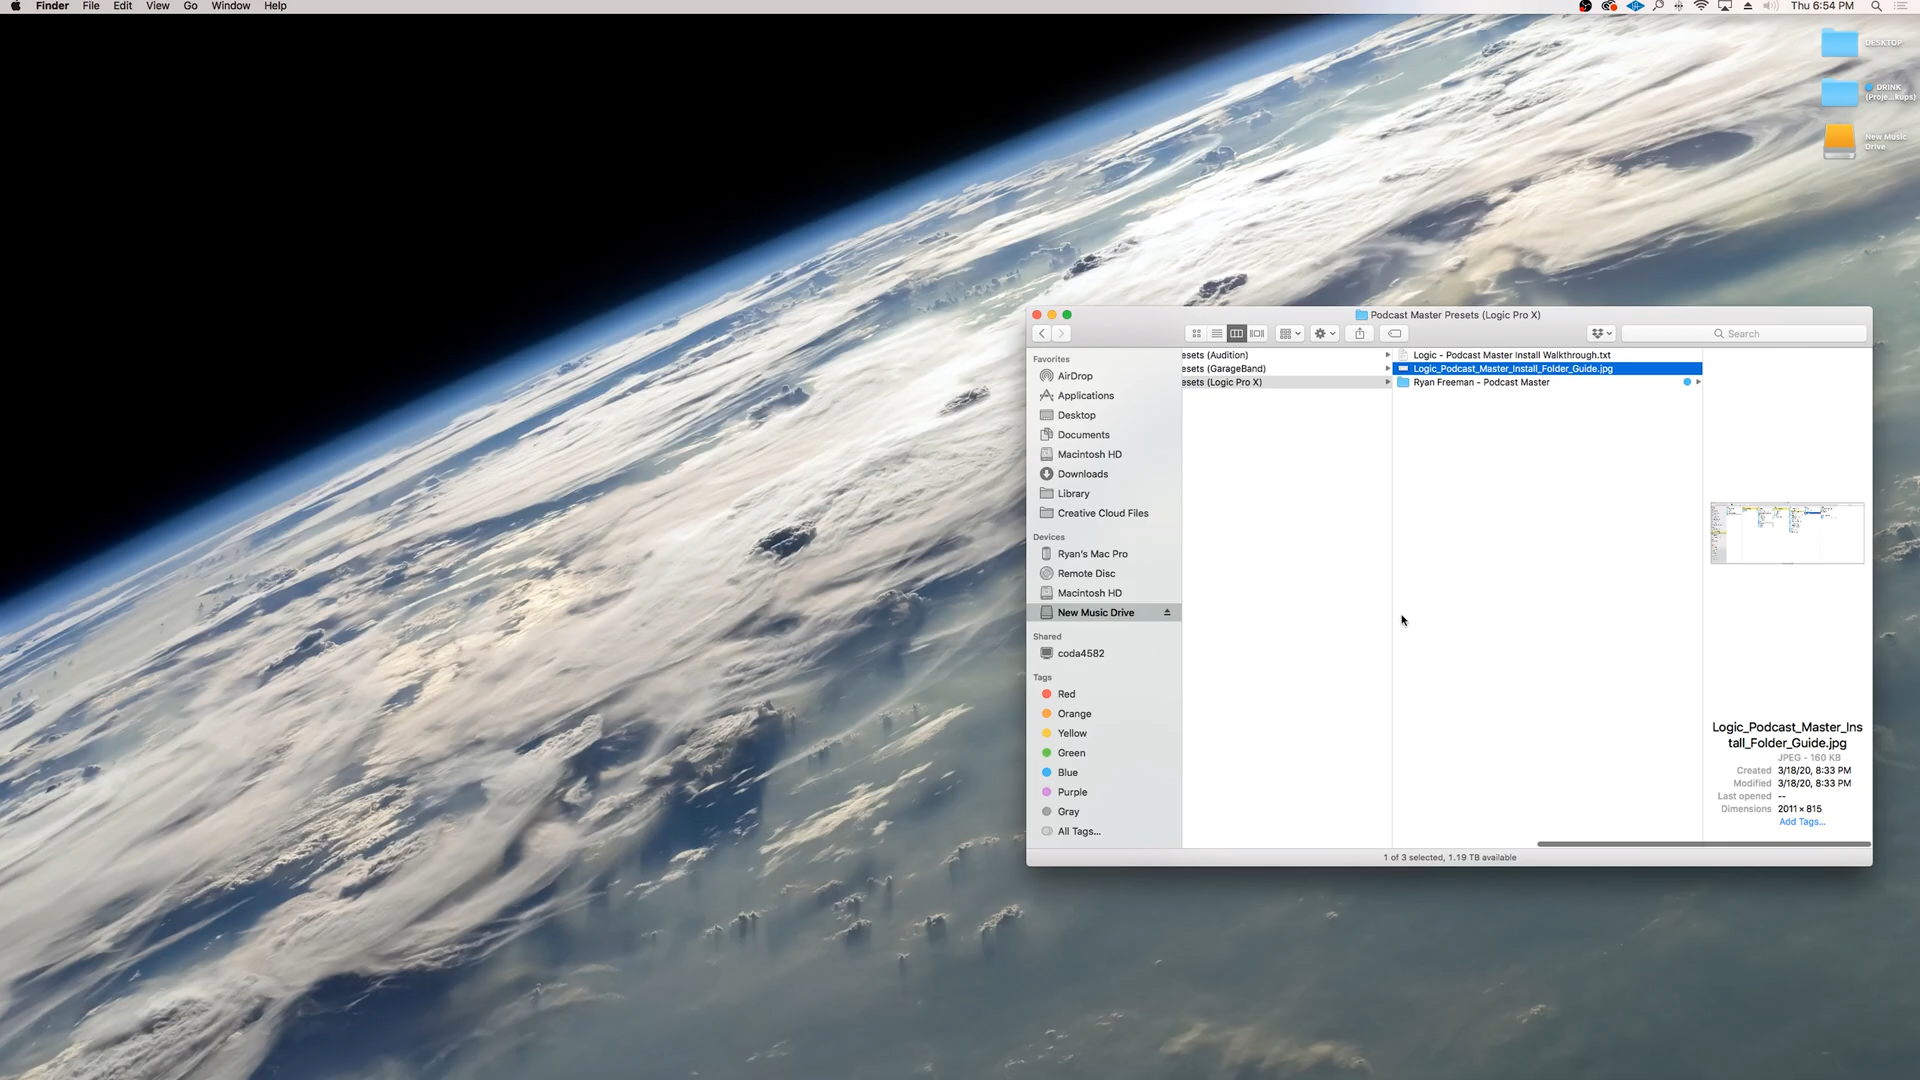 Finder File Edit View Go Window Help
Thu 6:54 PM
DESKTOP
DRINK
(Proje...kups)
New Music
Drive
Podcast Master Presets (Logic Pro X)
Search
Favorites
AirDrop
Applications
Desktop
Documents
Macintosh HD
Downloads
Library
Creative Cloud Files
Devices
Ryan's Mac Pro
Remote Disc
Macintosh HD
New Music Drive
Shared
coda4582
Tags
Red
Orange
Yellow
Green
Blue
Purple
Gray
All Tags...
esets (Audition)
esets (GarageBand)
esets (Logic Pro X)
Logic - Podcast Master Install Walkthrough.txt
Logic_Podcast_Master_Install_Folder_Guide.jpg
Ryan Freeman - Podcast Master
Logic_Podcast_Master_Ins
tall_Folder_Guide.jpg
JPEG - 160 KB
Created 3/18/20, 8:33 PM
Modified 3/18/20, 8:33 PM
Last opened --
Dimensions 2011 × 815
Add Tags...
1 of 3 selected, 1.19 TB available